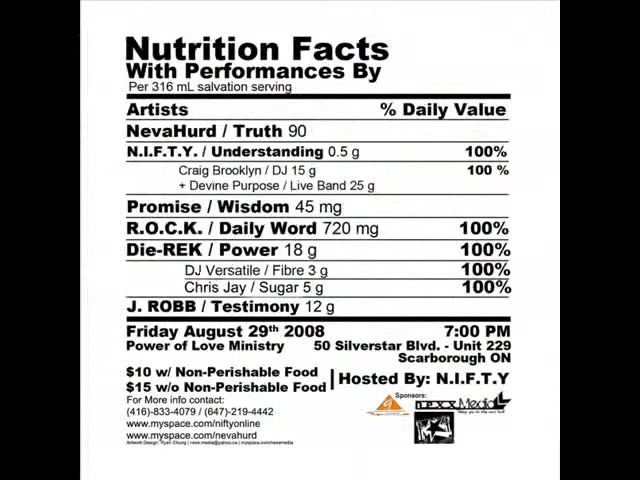 Nutrition Facts
With Performances By
Per 316 mL salvation serving
Artists % Daily Value
NevaHurd / Truth 90
N.I.F.T.Y. / Understanding 0.5 g 100%
Craig Brooklyn / DJ 15 g 100 %
+ Devine Purpose / Live Band 25 g
Promise / Wisdom 45 mg
R.O.C.K. / Daily Word 720 mg 100%
Die-REK / Power 18 g 100%
DJ Versatile / Fibre 3 g 100%
Chris Jay / Sugar 5 g 100%
J. ROBB / Testimony 12 g
Friday August 29th 2008 7:00 PM
Power of Love Ministry 50 Silverstar Blvd. - Unit 229
Scarborough ON
$10 w/ Non-Perishable Food
$15 w/o Non-Perishable Food
Hosted By: N.I.F.T.Y
For More info contact:
(416)-833-4079 / (647)-219-4442
www.myspace.com/niftyonline
www.myspace.com/nevahurd
Sponsors:
Media